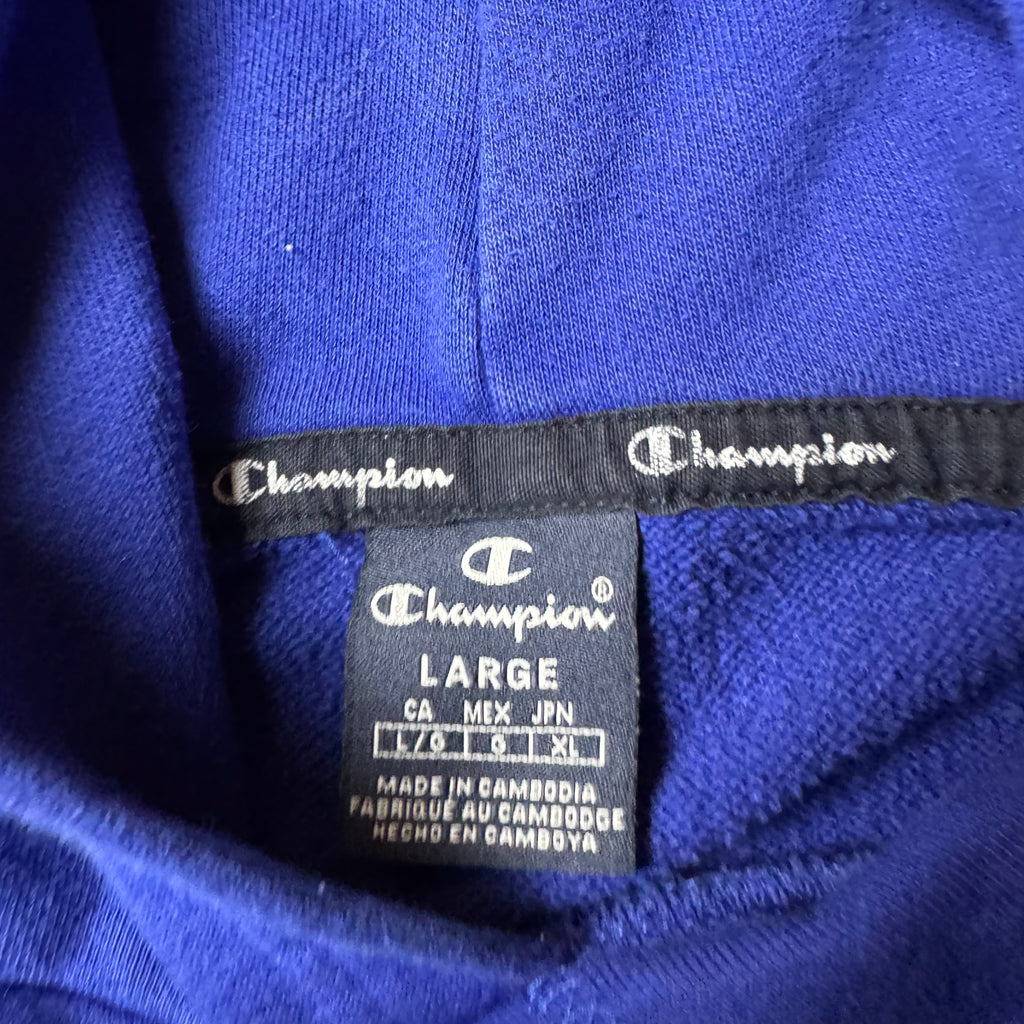 Champion Champion
C
Champion®
LARGE
CA MEX JPN
L/G G XL
MADE IN CAMBODIA
FABRIQUÉ AU CAMBODGE
HECHO EN CAMBOYA